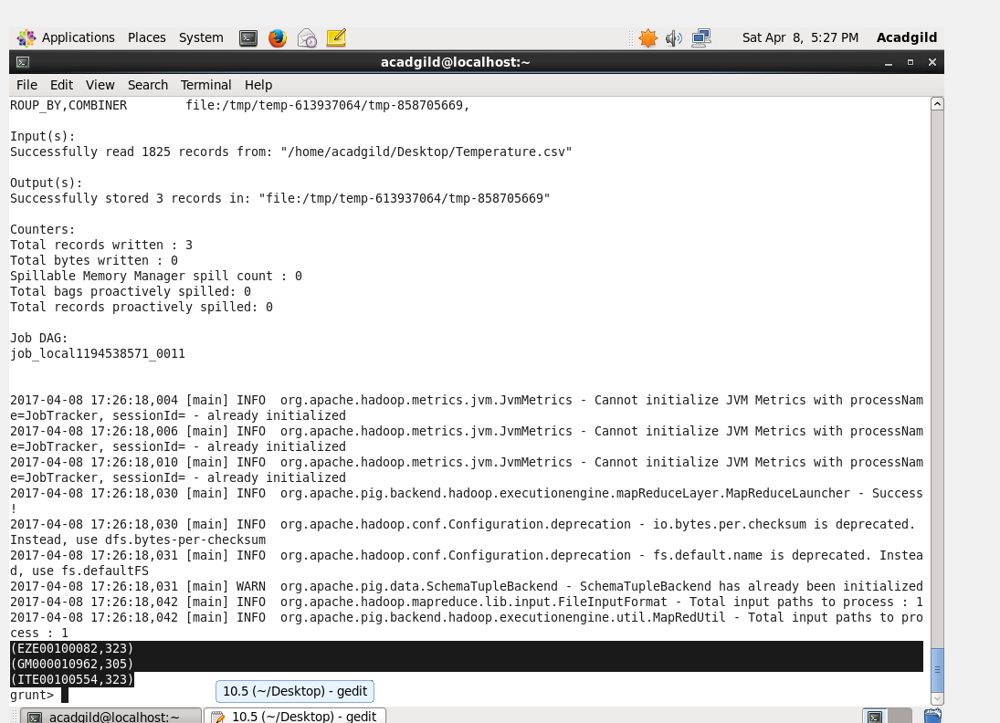 Applications Places System Sat Apr 8, 5:27 PM Acadgild
acadgild@localhost:~
File Edit View Search Terminal Help
ROUP_BY,COMBINER        file:/tmp/temp-613937064/tmp-858705669,
Input(s):
Successfully read 1825 records from: "/home/acadgild/Desktop/Temperature.csv"
Output(s):
Successfully stored 3 records in: "file:/tmp/temp-613937064/tmp-858705669"
Counters:
Total records written : 3
Total bytes written : 0
Spillable Memory Manager spill count : 0
Total bags proactively spilled: 0
Total records proactively spilled: 0
Job DAG:
job_local1194538571_0011
2017-04-08 17:26:18,004 [main] INFO  org.apache.hadoop.metrics.jvm.JvmMetrics - Cannot initialize JVM Metrics with processNam
e=JobTracker, sessionId= - already initialized
2017-04-08 17:26:18,006 [main] INFO  org.apache.hadoop.metrics.jvm.JvmMetrics - Cannot initialize JVM Metrics with processNam
e=JobTracker, sessionId= - already initialized
2017-04-08 17:26:18,010 [main] INFO  org.apache.hadoop.metrics.jvm.JvmMetrics - Cannot initialize JVM Metrics with processNam
e=JobTracker, sessionId= - already initialized
2017-04-08 17:26:18,030 [main] INFO  org.apache.pig.backend.hadoop.executionengine.mapReduceLayer.MapReduceLauncher - Success
!
2017-04-08 17:26:18,030 [main] INFO  org.apache.hadoop.conf.Configuration.deprecation - io.bytes.per.checksum is deprecated.
Instead, use dfs.bytes-per-checksum
2017-04-08 17:26:18,031 [main] INFO  org.apache.hadoop.conf.Configuration.deprecation - fs.default.name is deprecated. Instea
d, use fs.defaultFS
2017-04-08 17:26:18,031 [main] WARN  org.apache.pig.data.SchemaTupleBackend - SchemaTupleBackend has already been initialized
2017-04-08 17:26:18,042 [main] INFO  org.apache.hadoop.mapreduce.lib.input.FileInputFormat - Total input paths to process : 1
2017-04-08 17:26:18,042 [main] INFO  org.apache.pig.backend.hadoop.executionengine.util.MapRedUtil - Total input paths to pro
cess : 1
(EZE00100082,323)
(GM000010962,305)
(ITE00100554,323)
grunt>
10.5 (~/Desktop) - gedit
acadgild@localhost:~ 10.5 (~/Desktop) - gedit